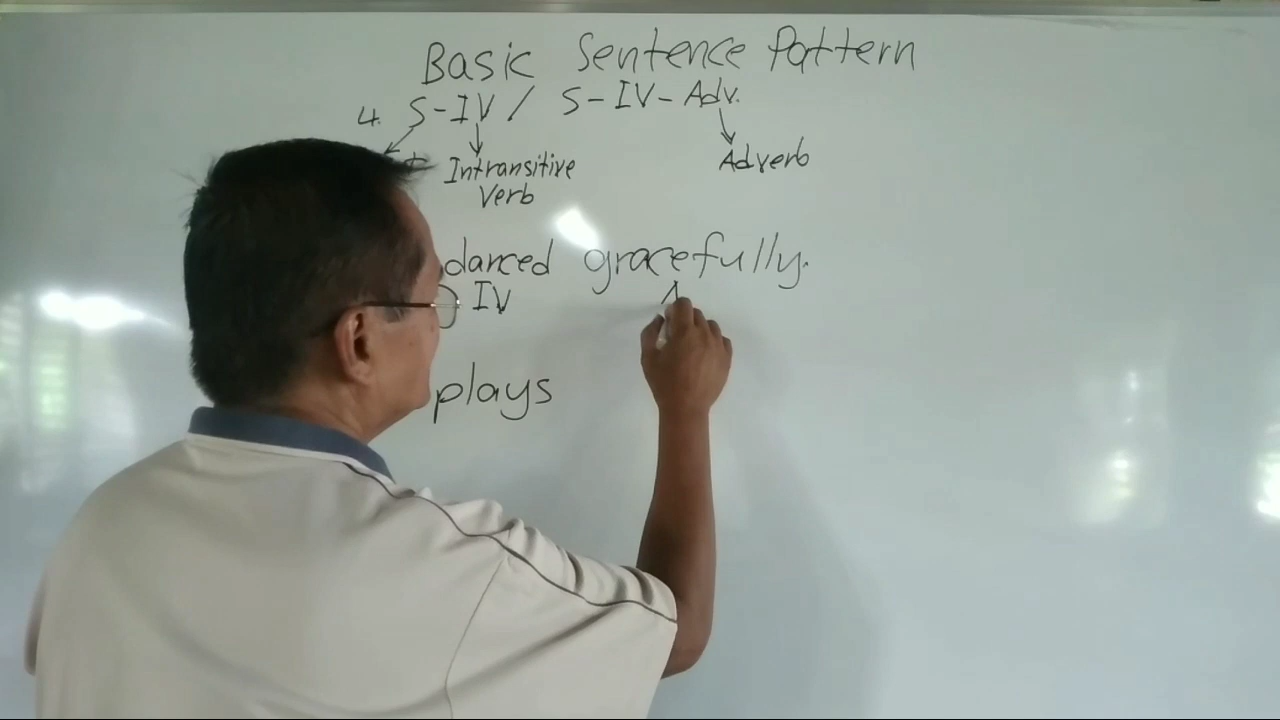 Basic Sentence Pattern
4. S-IV / S-IV-Adv.
Intransitive
Verb
Adverb
danced gracefully.
IV
plays